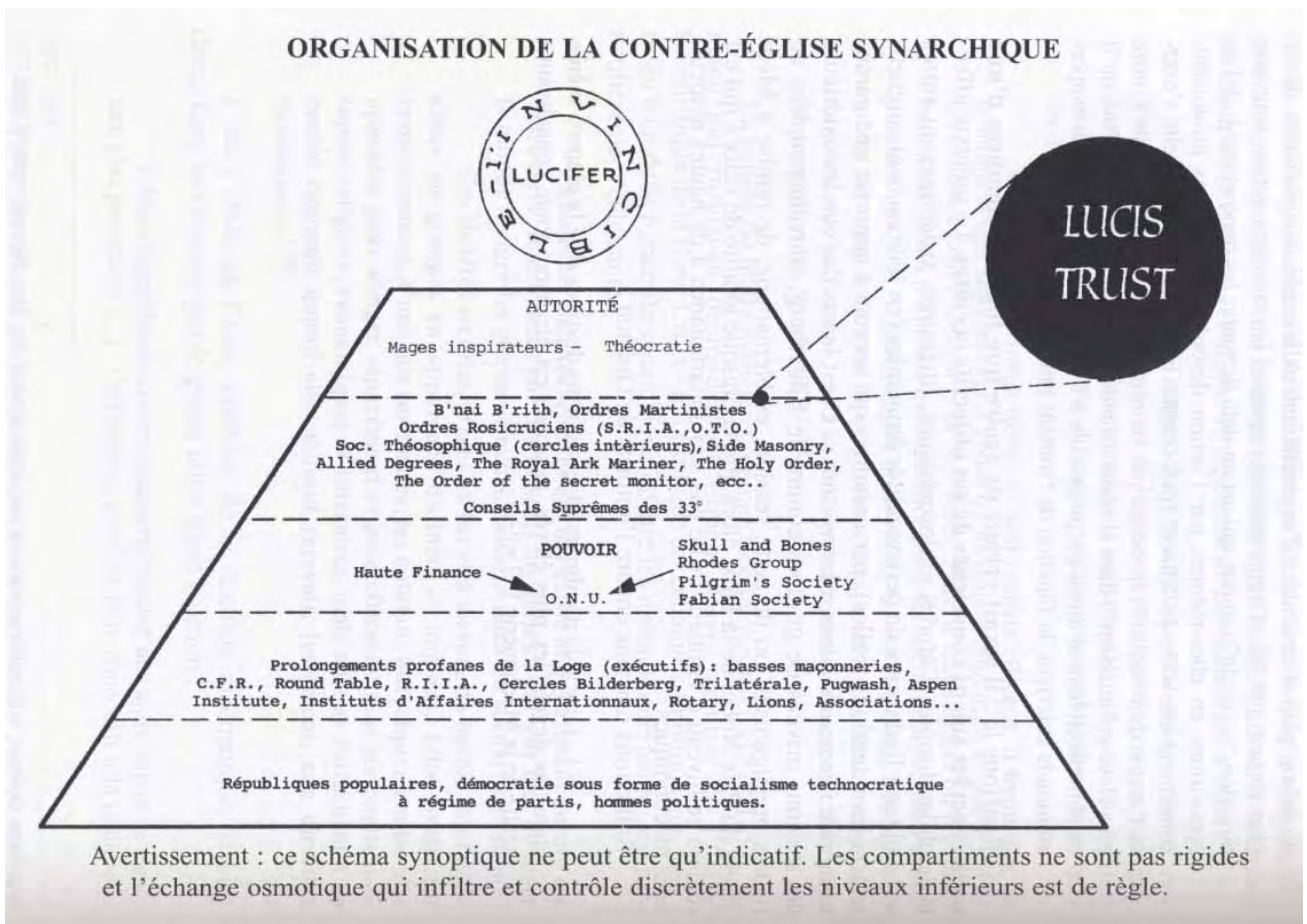 ORGANISATION DE LA CONTRE-ÉGLISE SYNARCHIQUE
L'INVINCIBLE-
LUCIFER
LUCIS
TRUST
AUTORITÉ
Mages inspirateurs - Théocratie
B'nai B'rith, Ordres Martinistes
Ordres Rosicruciens (S.R.I.A.,O.T.O.)
Soc. Théosophique (cercles intèrieurs), Side Masonry,
Allied Degrees, The Royal Ark Mariner, The Holy Order,
The Order of the secret monitor, ecc..
Conseils Suprêmes des 33°
POUVOIR
Haute Finance
O.N.U.
Skull and Bones
Rhodes Group
Pilgrim's Society
Fabian Society
Prolongements profanes de la Loge (exécutifs): basses maçonneries,
C.F.R., Round Table, R.I.I.A., Cercles Bilderberg, Trilatérale, Pugwash, Aspen
Institute, Instituts d'Affaires Internationnaux, Rotary, Lions, Associations...
Républiques populaires, démocratie sous forme de socialisme technocratique
à régime de partis, hommes politiques.
Avertissement : ce schéma synoptique ne peut être qu'indicatif. Les compartiments ne sont pas rigides
et l'échange osmotique qui infiltre et contrôle discrètement les niveaux inférieurs est de règle.